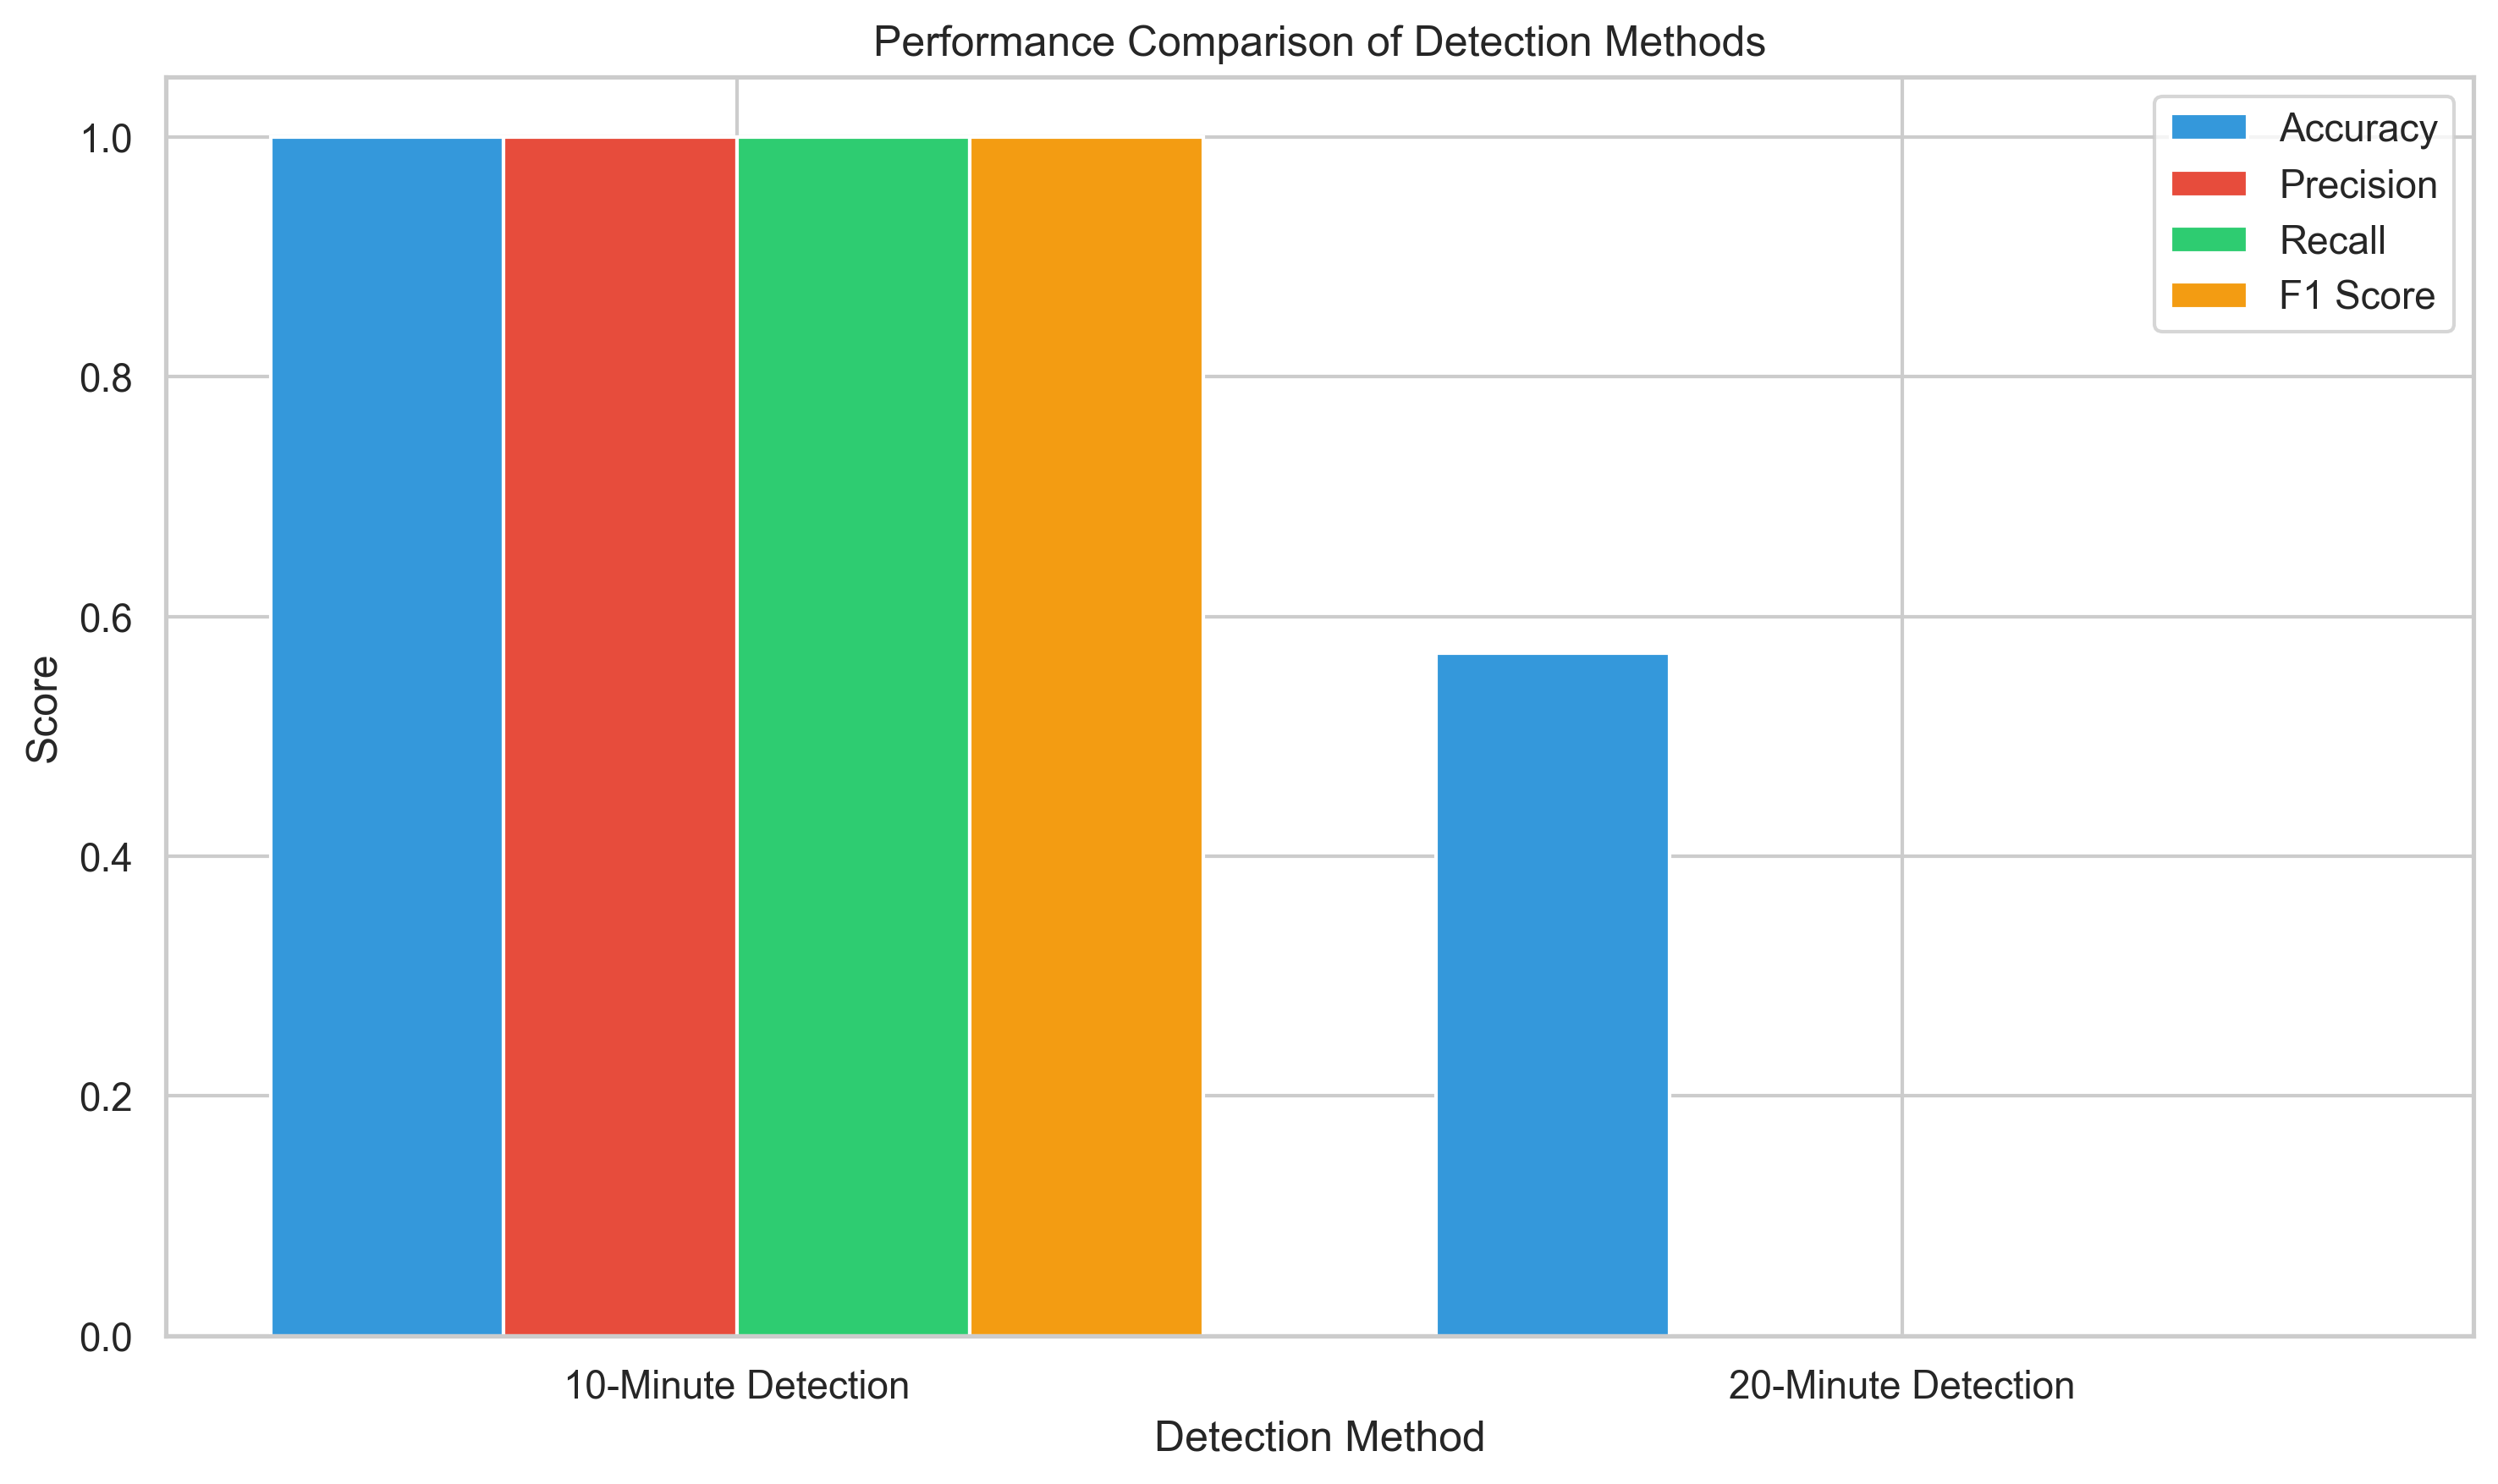 Performance Comparison of Detection Methods
Accuracy
Precision
Recall
F1 Score
1.0
0.8
0.6
0.4
0.2
0.0
Score
10-Minute Detection
20-Minute Detection
Detection Method